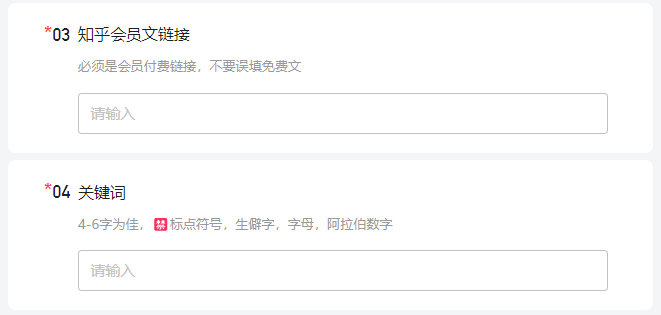 *03 知乎会员文链接
必须是会员付费链接，不要误填免费文
请输入
*04 关键词
4-6字为佳，🈲标点符号，生僻字，字母，阿拉伯数字
请输入